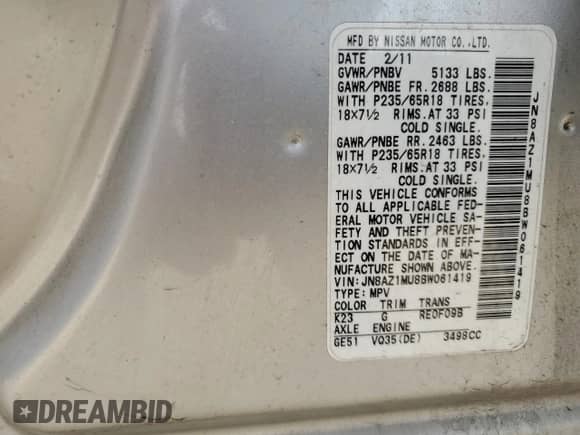 MFD BY NISSAN MOTOR CO.,LTD.
DATE 2/11
GVWR/PNBV 5133 LBS.
GAWR/PNBE FR. 2688 LBS.
WITH P235/65R18 TIRES,
18X7½ RIMS. AT 33 PSI
COLD SINGLE.
GAWR/PNBE RR. 2463 LBS.
WITH P235/65R18 TIRES,
18X7½ RIMS. AT 33 PSI
COLD SINGLE.
THIS VEHICLE CONFORMS
TO ALL APPLICABLE FED-
ERAL MOTOR VEHICLE SA-
FETY AND THEFT PREVEN-
TION STANDARDS IN EFF-
ECT ON THE DATE OF MA-
NUFACTURE SHOWN ABOVE.
VIN:JN8AZ1MU8BW061419
TYPE:MPV
COLOR TRIM TRANS
K23 G RE0F09B
AXLE ENGINE
GE51 VQ35(DE) 3498CC
JN8AZ1MU8BW061419
DREAMBID